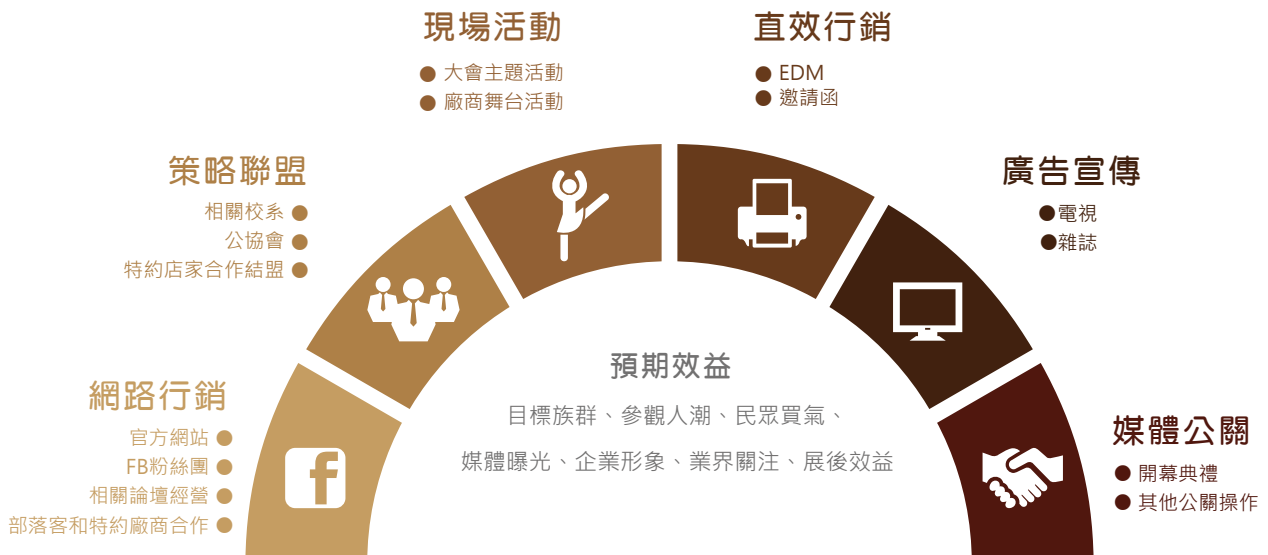 現場活動
● 大會主題活動
● 廠商舞台活動
直效行銷
● EDM
● 邀請函
策略聯盟
相關校系 ●
公協會 ●
特約店家合作結盟 ●
廣告宣傳
●電視
●雜誌
網路行銷
官方網站 ●
FB粉絲團 ●
相關論壇經營 ●
部落客和特約廠商合作 ●
f
預期效益
目標族群、參觀人潮、民眾買氣、
媒體曝光、企業形象、業界關注、展後效益
媒體公關
● 開幕典禮
● 其他公關操作